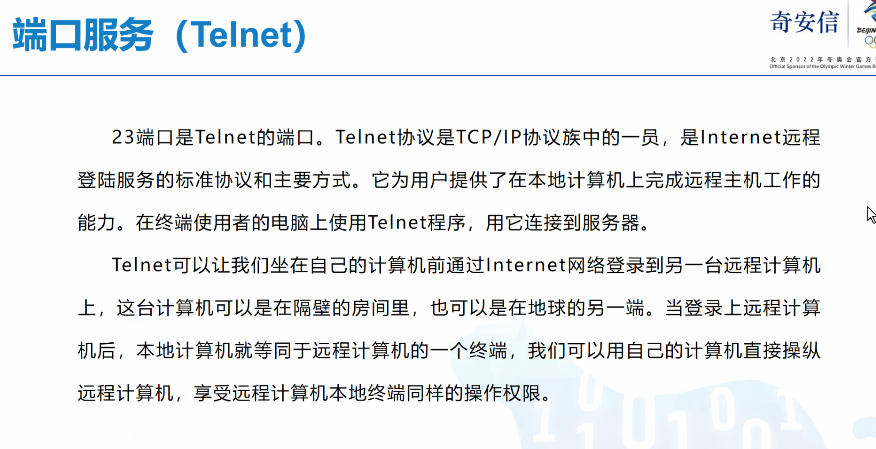 端口服务（Telnet）
奇安信
BEIJIN
北京2022年冬奥会官方
Official Sponsor of the Olympic Winter Games B
23端口是Telnet的端口。Telnet协议是TCP/IP协议族中的一员，是Internet远程
登陆服务的标准协议和主要方式。它为用户提供了在本地计算机上完成远程主机工作的
能力。在终端使用者的电脑上使用Telnet程序，用它连接到服务器。
Telnet可以让我们坐在自己的计算机前通过Internet网络登录到另一台远程计算机
上，这台计算机可以是在隔壁的房间里，也可以是在地球的另一端。当登录上远程计算
机后，本地计算机就等同于远程计算机的一个终端，我们可以用自己的计算机直接操纵
远程计算机，享受远程计算机本地终端同样的操作权限。